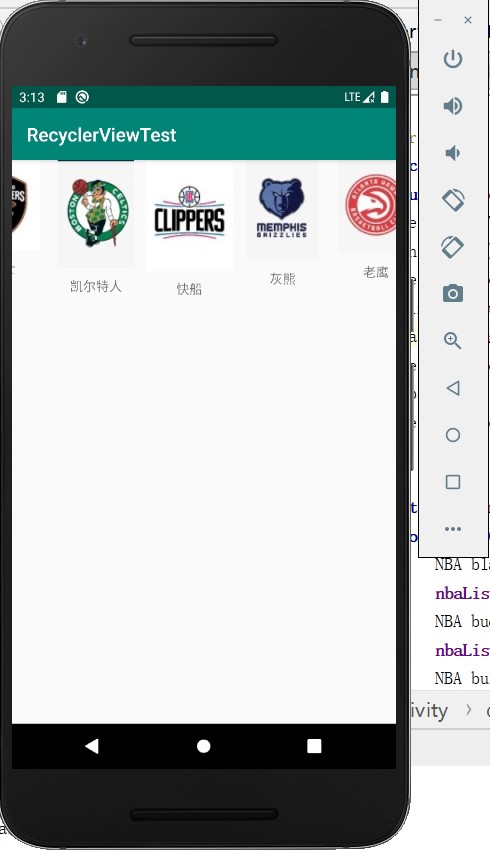 3:13 LTE
RecyclerViewTest
BOSTON CELTICS
CLIPPERS
MEMPHIS
GRIZZLIES
ATLANTA
BASKETBALL CLUB
凯尔特人
快船
灰熊
老鹰
NBA bl
nbaLis
NBA bu
nbaLis
NBA bu
ivity